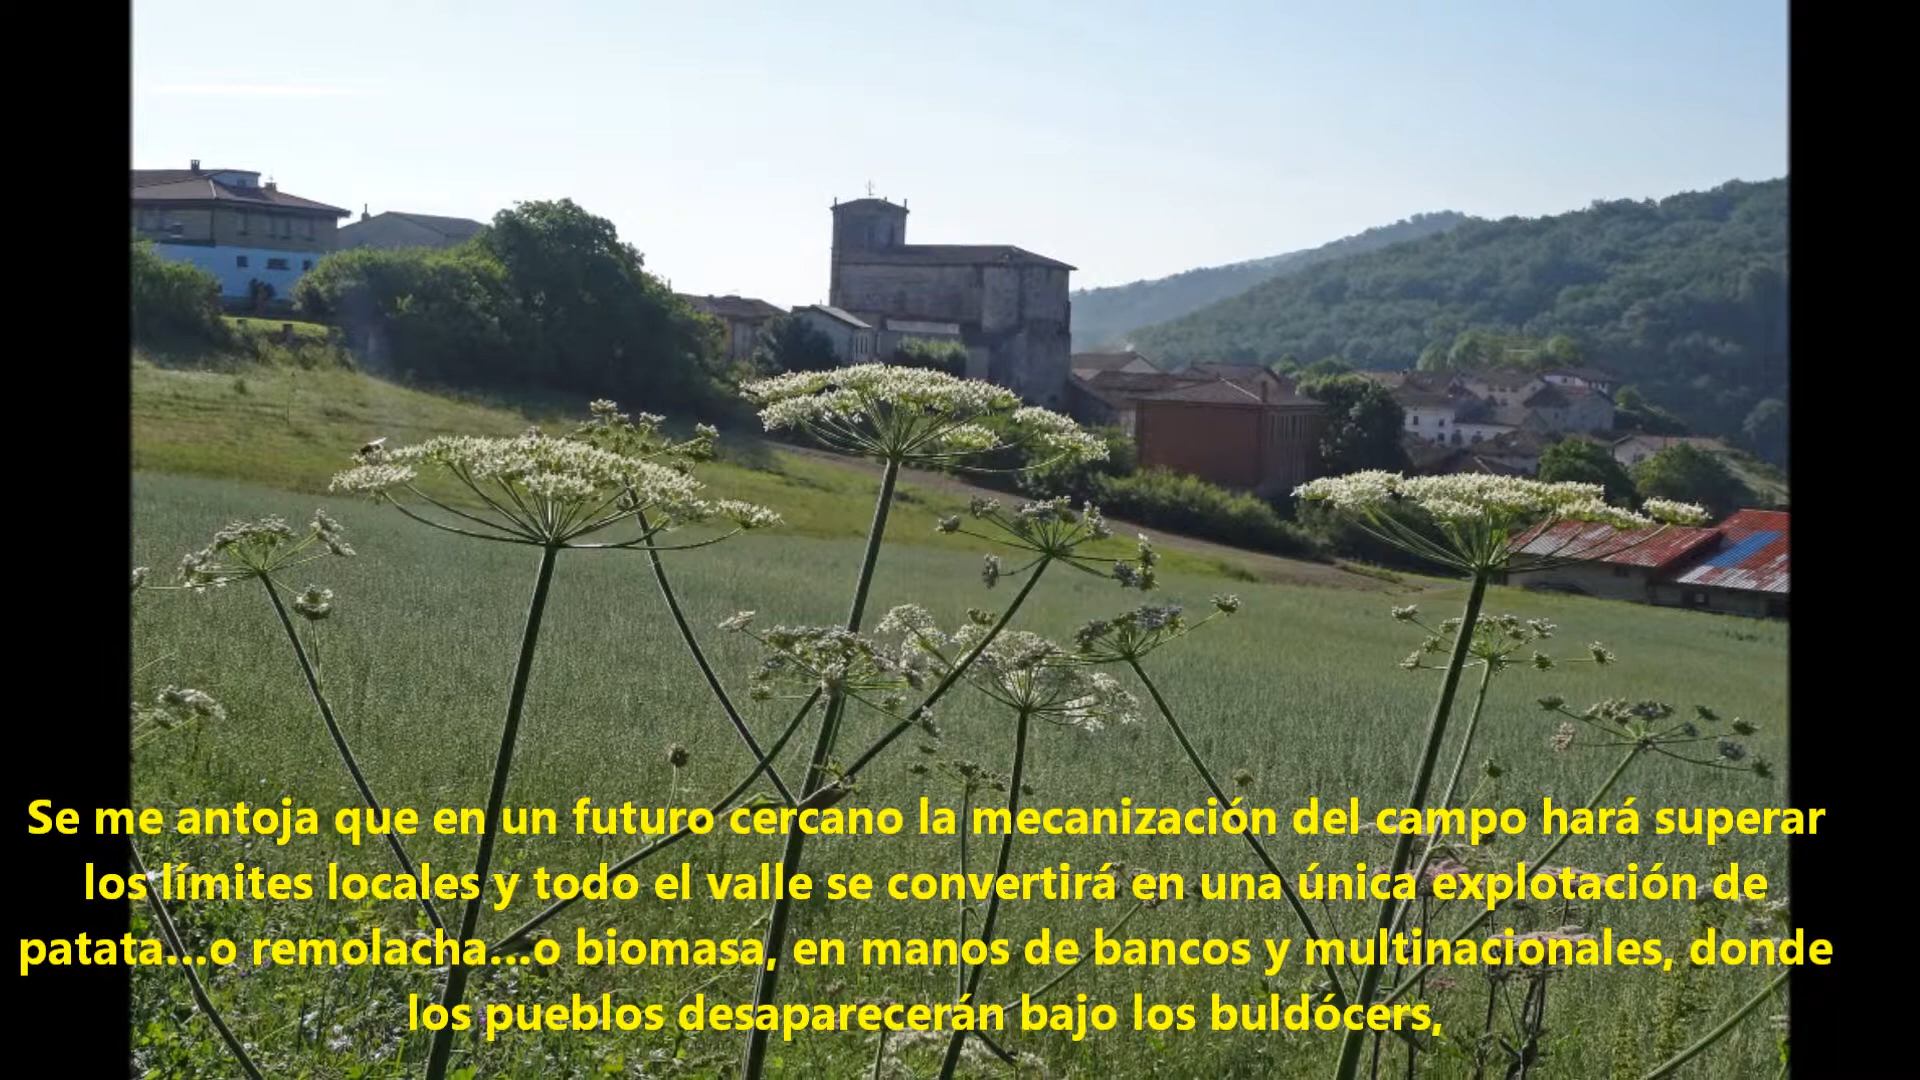 Se me antoja que en un futuro cercano la mecanización del campo hará superar
los límites locales y todo el valle se convertirá en una única explotación de
patata...o remolacha...o biomasa, en manos de bancos y multinacionales, donde
los pueblos desaparecerán bajo los buldócers,